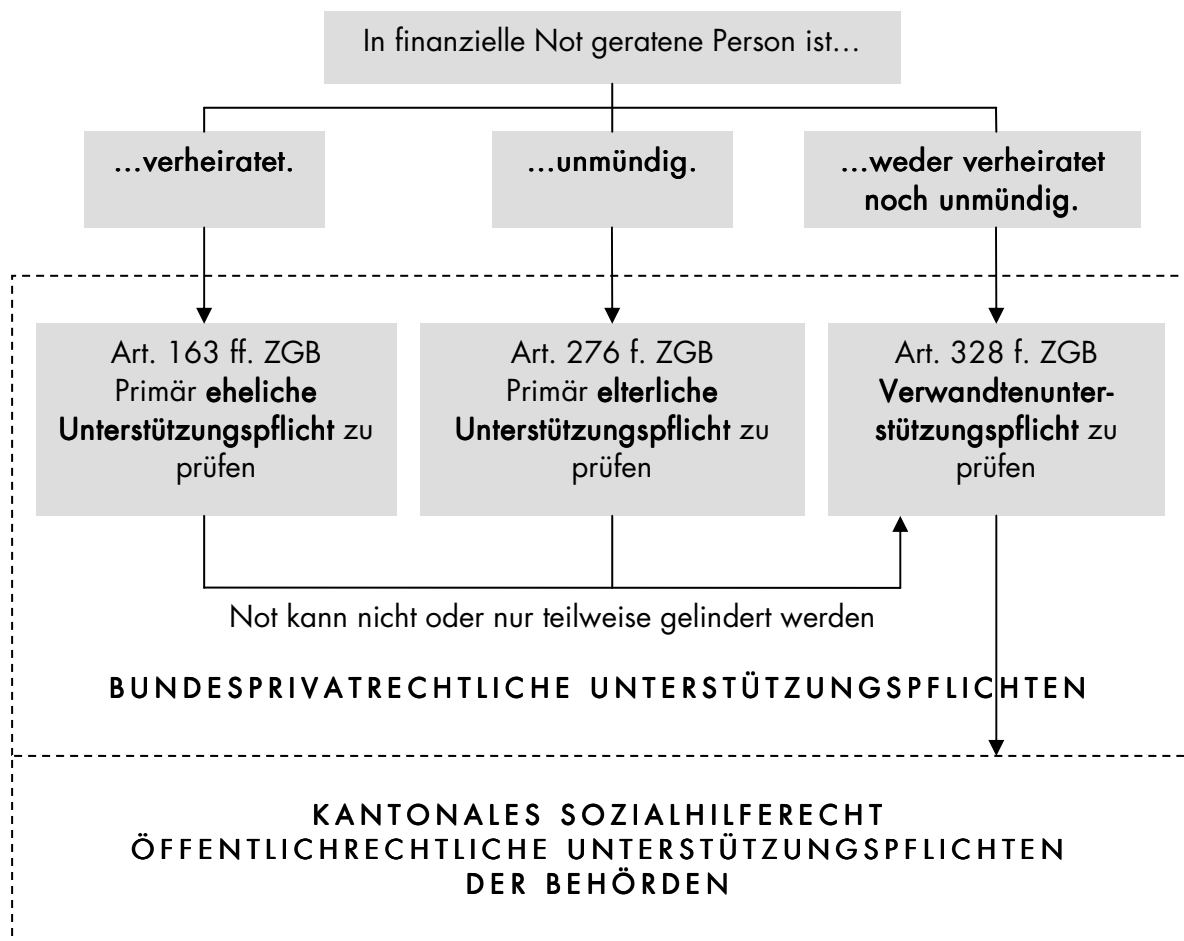 In finanzielle Not geratene Person ist…
…verheiratet.
…unmündig.
…weder verheiratet
noch unmündig.
Art. 163 ff. ZGB
Primär eheliche
Unterstützungspflicht zu
prüfen
Art. 276 f. ZGB
Primär elterliche
Unterstützungspflicht zu
prüfen
Art. 328 f. ZGB
Verwandtenunter-
stützungspflicht zu
prüfen
Not kann nicht oder nur teilweise gelindert werden
BUNDESPRIVATRECHTLICHE UNTERSTÜTZUNGSPFLICHTEN
KANTONALES SOZIALHILFERECHT
ÖFFENTLICHRECHTLICHE UNTERSTÜTZUNGSPFLICHTEN
DER BEHÖRDEN